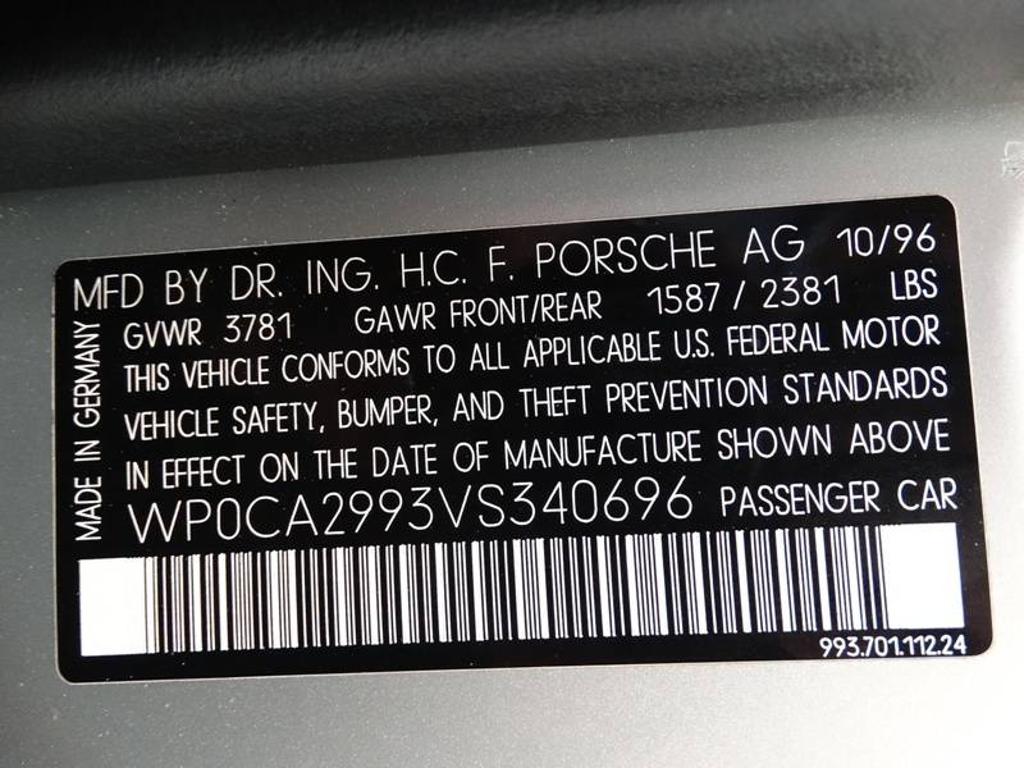 MFD BY DR. ING. H.C. F. PORSCHE AG 10/96
GVWR 3781 GAWR FRONT/REAR 1587 / 2381 LBS
THIS VEHICLE CONFORMS TO ALL APPLICABLE U.S. FEDERAL MOTOR
VEHICLE SAFETY, BUMPER, AND THEFT PREVENTION STANDARDS
IN EFFECT ON THE DATE OF MANUFACTURE SHOWN ABOVE
WP0CA2993VS340696 PASSENGER CAR
993.701.112.24
MADE IN GERMANY